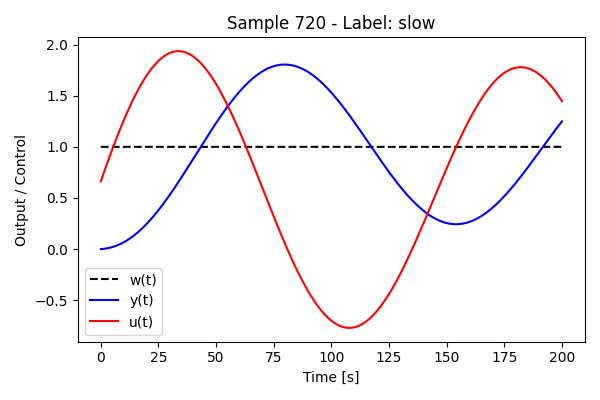 Sample 720 - Label: slow
Output / Control
2.0
1.5
1.0
0.5
0.0
−0.5
w(t)
y(t)
u(t)
0 25 50 75 100 125 150 175 200
Time [s]